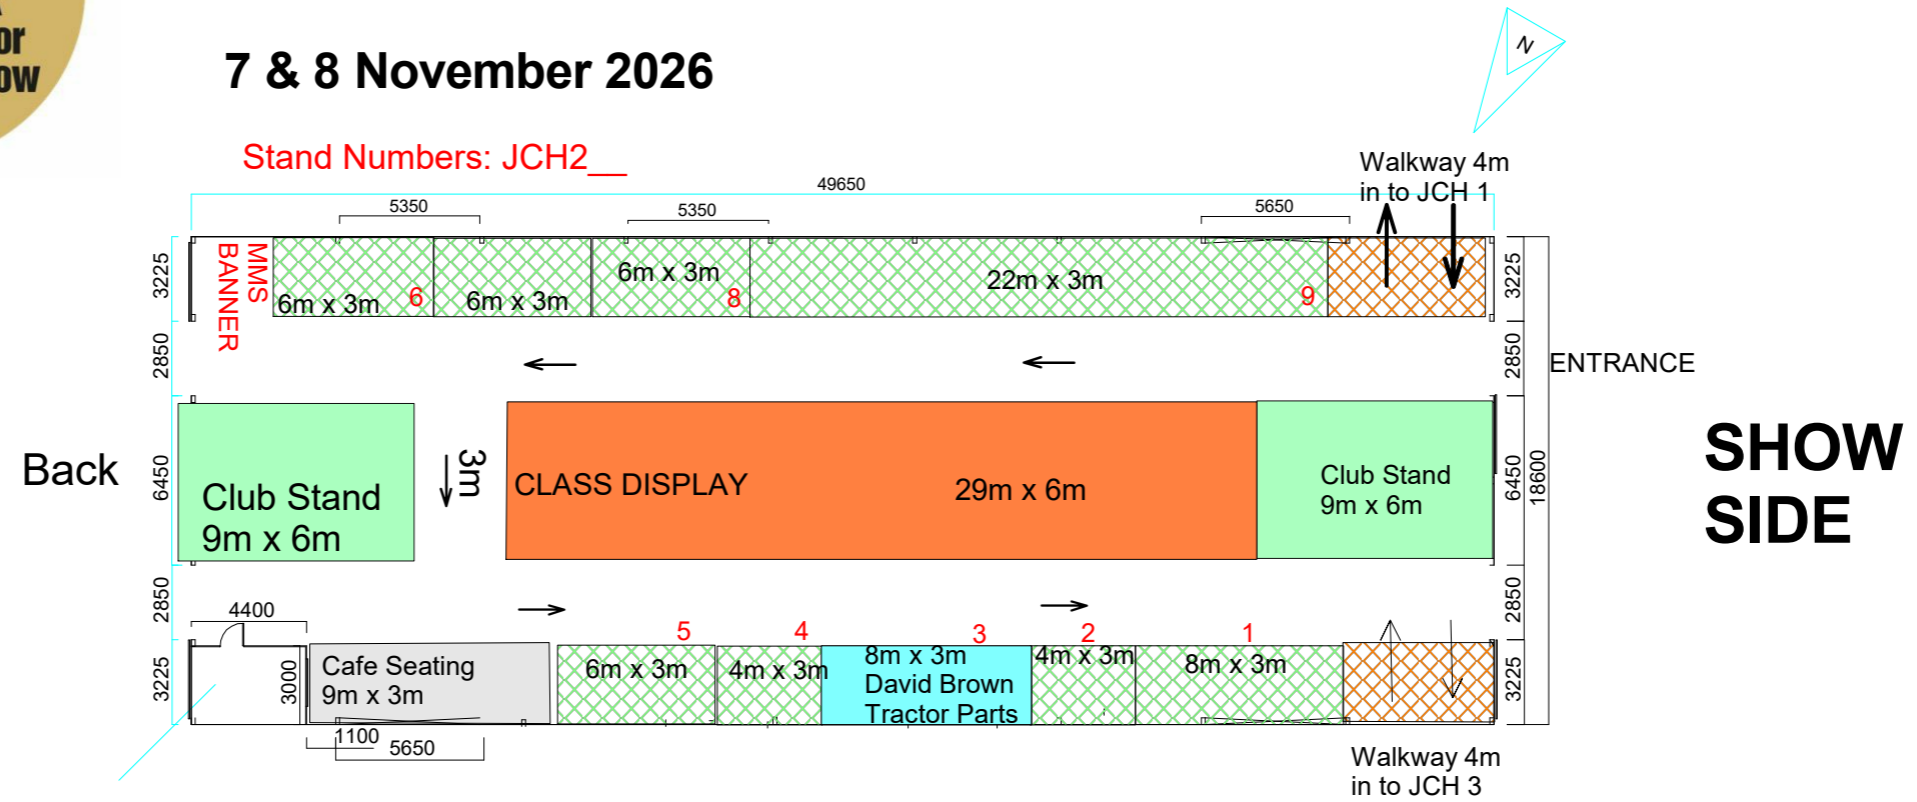 or
ow
7 & 8 November 2026
N
Stand Numbers: JCH2__
Walkway 4m
in to JCH 1
49650
5350
5350
5650
3225
MMS
BANNER
6m x 3m
6
6m x 3m
6m x 3m
8
22m x 3m
9
3225
2850
2850
ENTRANCE
Back
6450
Club Stand
9m x 6m
3m
CLASS DISPLAY
29m x 6m
Club Stand
9m x 6m
6450
18600
SHOW
SIDE
2850
4400
5
4
3
2
1
2850
3225
3000
Cafe Seating
9m x 3m
6m x 3m
4m x 3m
8m x 3m
David Brown
Tractor Parts
4m x 3m
8m x 3m
3225
1100
5650
Walkway 4m
in to JCH 3